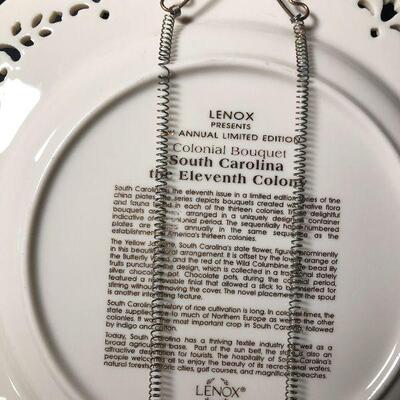 LENOX
PRESENTS
ANNUAL LIMITED EDITION
Colonial Bouquet
South Carolina
the Eleventh Colony
South Carolina is the eleventh issue in a limited edition series of fine
china plates. The series depicts bouquets created with native flora
and fauna found in each of the thirteen colonies. These delightful
bouquets are arranged in a uniquely designed container
indicative of the colonial period. The sequentially numbered
plates are issued annually in the same sequence as the
establishment of America's thirteen colonies.
The Yellow Jasmine, South Carolina's state flower, figures prominently
in this beautiful arrangement. It is offset by the lovely orange of
the Butterfly Weed and the red of the Wild Columbine. The bread lily
fruits punctuate the design, which is collected in a traditional stately
silver chocolate pot. Chocolate pots, during the colonial period,
featured a removable finial that allowed a stick to be inserted for
stirring without removing the cover. The novel placement of the spout
is another interesting feature.
South Carolina's history of rice cultivation is long. In colonial times, the
state supplied rice to much of Northern Europe as well as the other
colonies. It was the most important crop in South Carolina, followed
by indigo and cotton.
Today, South Carolina has a thriving textile industry as well as a
broad agricultural base. Part of the sun belt, the state is also an
attractive destination for tourists. The hospitality of South Carolina's
people welcomes all to enjoy the beauty of its recreational wafers,
natural forests, historic cities, golf courses, and magnificent beaches.
LENOX®